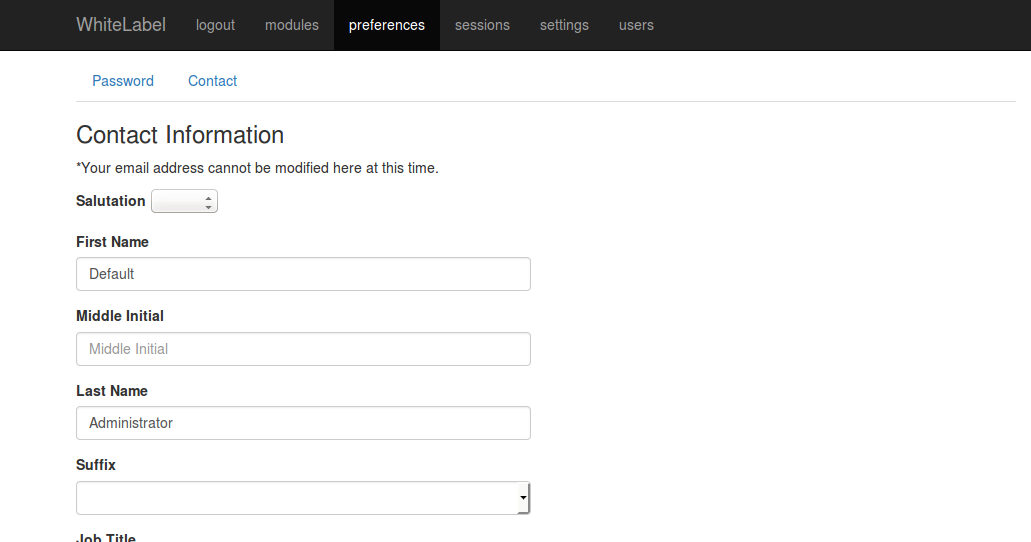 WhiteLabel logout modules preferences sessions settings users
Password Contact
Contact Information
*Your email address cannot be modified here at this time.
Salutation
First Name
Default
Middle Initial
Middle Initial
Last Name
Administrator
Suffix
Job Title